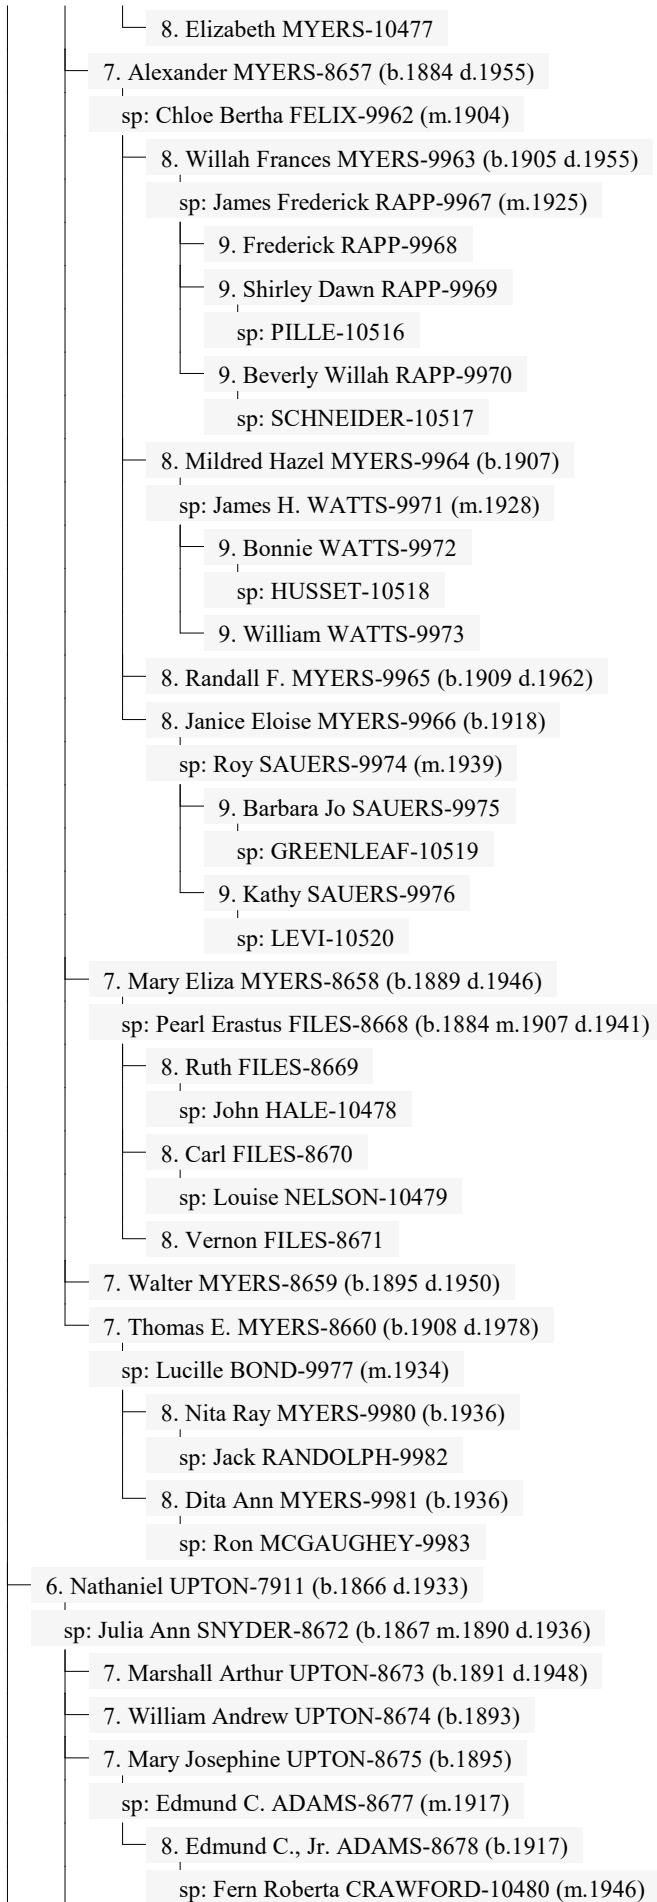 8. Elizabeth MYERS-10477
7. Alexander MYERS-8657 (b.1884 d.1955)
sp: Chloe Bertha FELIX-9962 (m.1904)
8. Willah Frances MYERS-9963 (b.1905 d.1955)
sp: James Frederick RAPP-9967 (m.1925)
9. Frederick RAPP-9968
9. Shirley Dawn RAPP-9969
sp: PILLE-10516
9. Beverly Willah RAPP-9970
sp: SCHNEIDER-10517
8. Mildred Hazel MYERS-9964 (b.1907)
sp: James H. WATTS-9971 (m.1928)
9. Bonnie WATTS-9972
sp: HUSSET-10518
9. William WATTS-9973
8. Randall F. MYERS-9965 (b.1909 d.1962)
8. Janice Eloise MYERS-9966 (b.1918)
sp: Roy SAUERS-9974 (m.1939)
9. Barbara Jo SAUERS-9975
sp: GREENLEAF-10519
9. Kathy SAUERS-9976
sp: LEVI-10520
7. Mary Eliza MYERS-8658 (b.1889 d.1946)
sp: Pearl Erastus FILES-8668 (b.1884 m.1907 d.1941)
8. Ruth FILES-8669
sp: John HALE-10478
8. Carl FILES-8670
sp: Louise NELSON-10479
8. Vernon FILES-8671
7. Walter MYERS-8659 (b.1895 d.1950)
7. Thomas E. MYERS-8660 (b.1908 d.1978)
sp: Lucille BOND-9977 (m.1934)
8. Nita Ray MYERS-9980 (b.1936)
sp: Jack RANDOLPH-9982
8. Dita Ann MYERS-9981 (b.1936)
sp: Ron MCGAUGHEY-9983
6. Nathaniel UPTON-7911 (b.1866 d.1933)
sp: Julia Ann SNYDER-8672 (b.1867 m.1890 d.1936)
7. Marshall Arthur UPTON-8673 (b.1891 d.1948)
7. William Andrew UPTON-8674 (b.1893)
7. Mary Josephine UPTON-8675 (b.1895)
sp: Edmund C. ADAMS-8677 (m.1917)
8. Edmund C., Jr. ADAMS-8678 (b.1917)
sp: Fern Roberta CRAWFORD-10480 (m.1946)